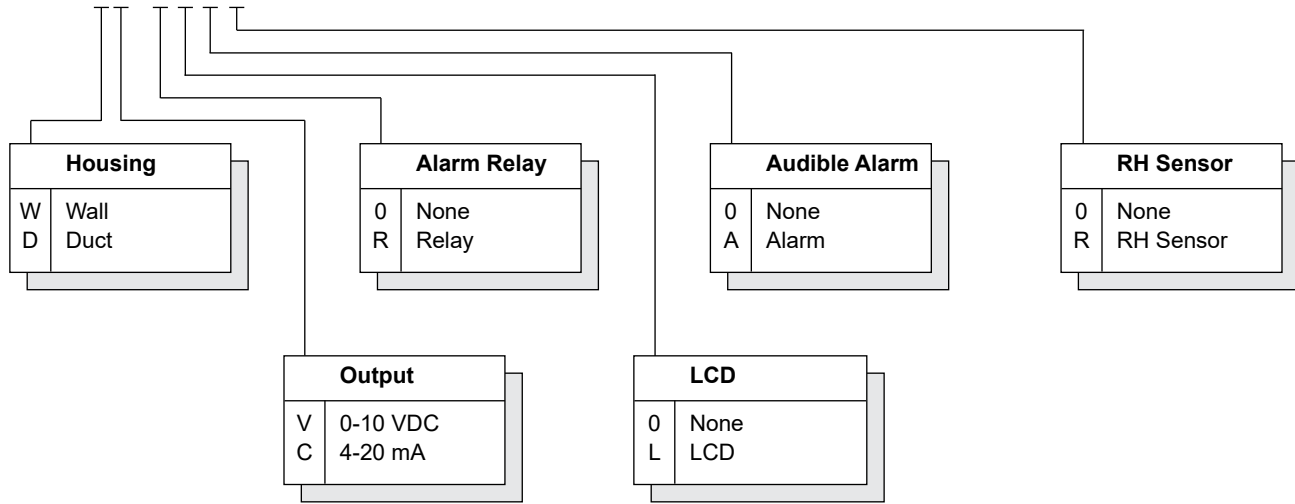 Housing
W Wall
D Duct
Alarm Relay
0 None
R Relay
Audible Alarm
0 None
A Alarm
RH Sensor
0 None
R RH Sensor
Output
V 0-10 VDC
C 4-20 mA
LCD
0 None
L LCD